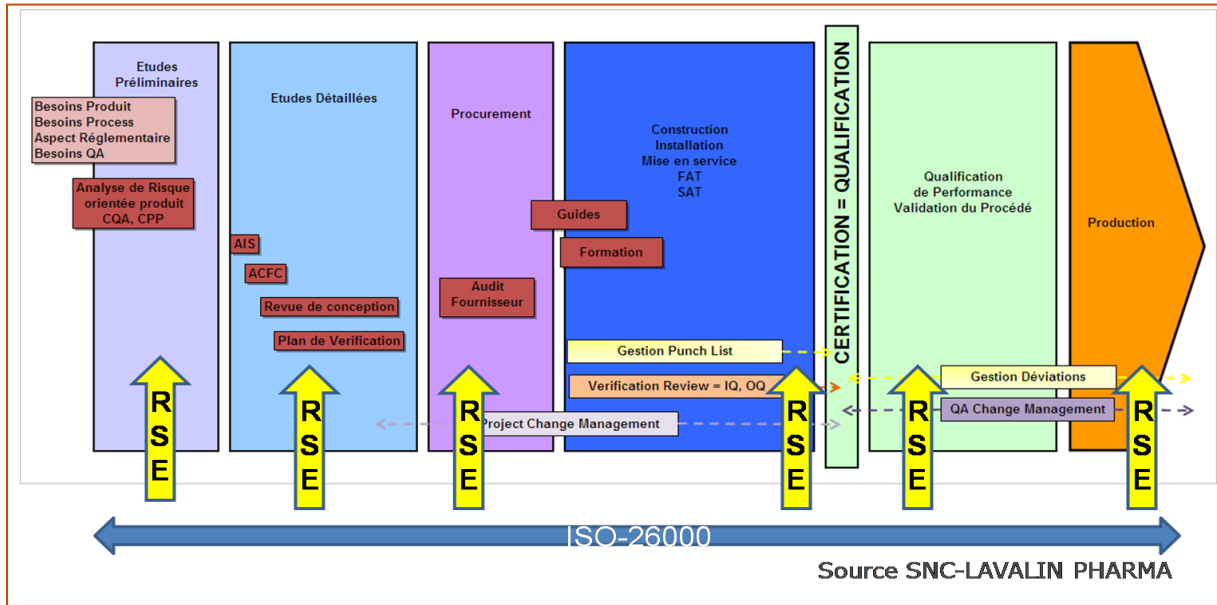 Etudes
Préliminaires
Besoins Produit
Besoins Process
Aspect Réglementaire
Besoins QA
Analyse de Risque
orientée produit
CQA, CPP
Etudes Détaillées
AIS
ACFC
Revue de conception
Plan de Verification
Procurement
Guides
Formation
Audit
Fournisseur
Construction
Installation
Mise en service
FAT
SAT
Gestion Punch List
Verification Review = IQ, OQ
Project Change Management
CERTIFICATION = QUALIFICATION
Qualification
de Performance
Validation du Procédé
Production
Gestion Déviations
QA Change Management
RSE
RSE
RSE
RSE
RSE
RSE
ISO-26000
Source SNC-LAVALIN PHARMA